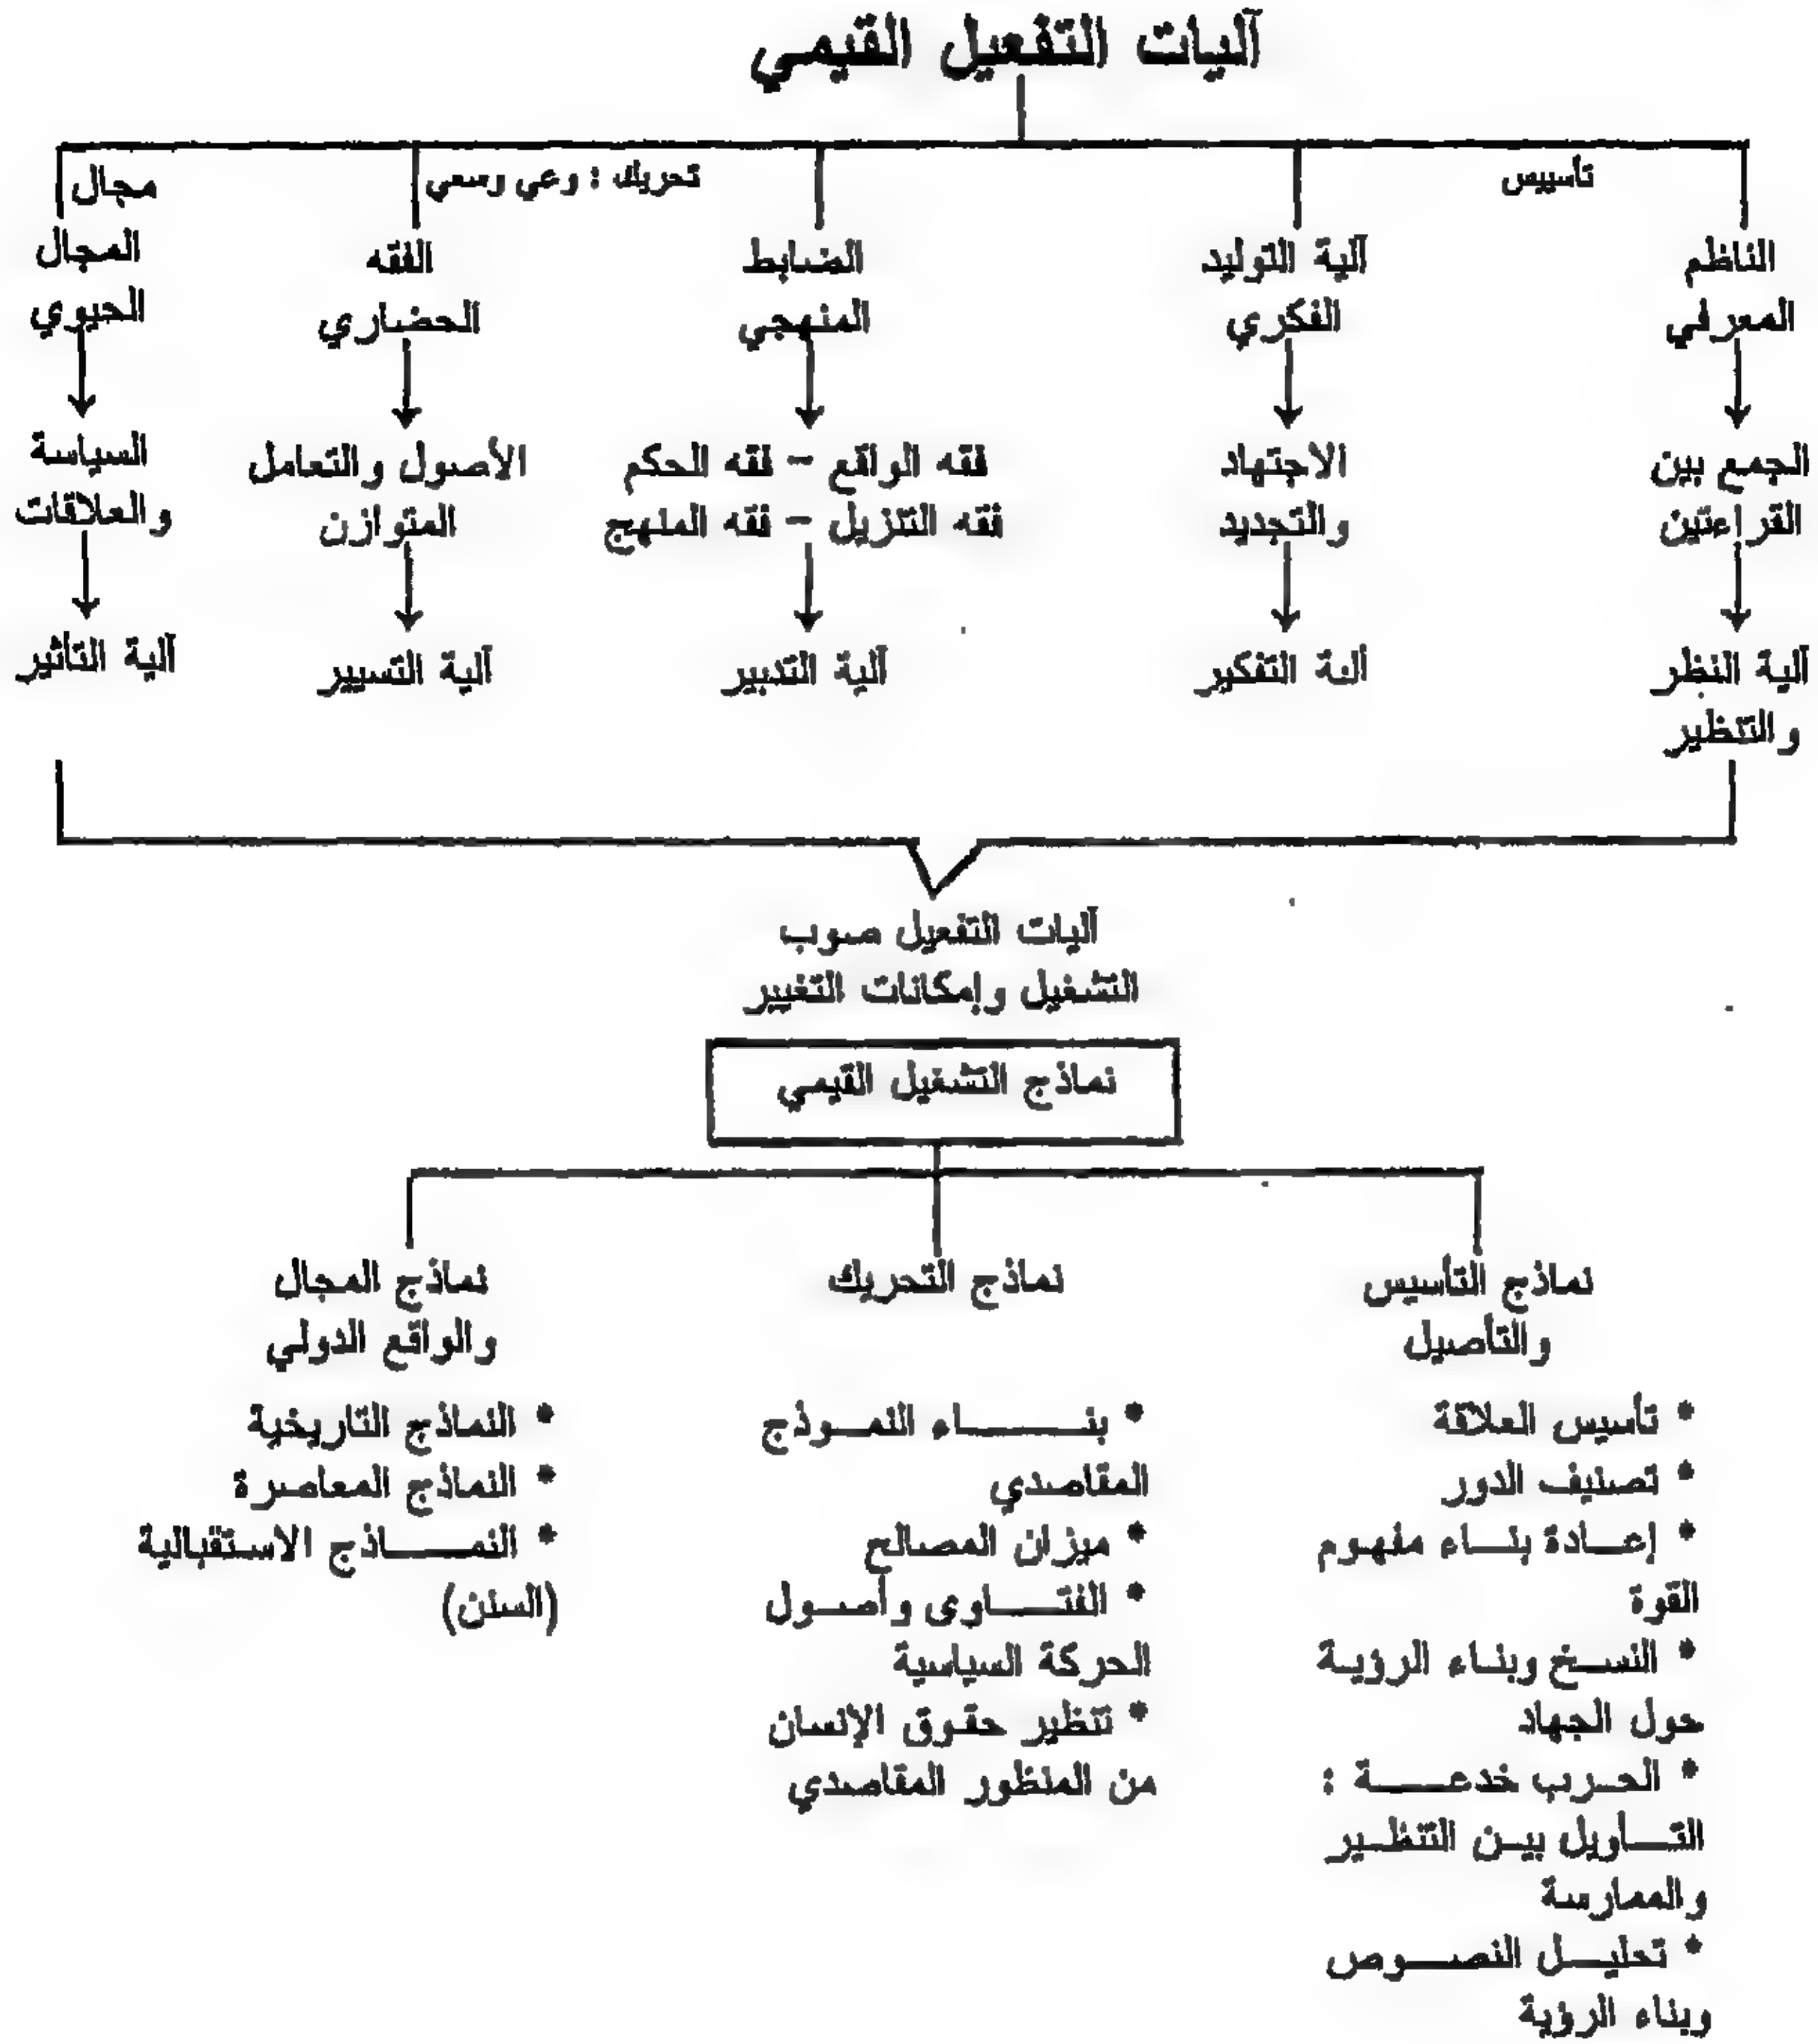 آليات التفعيل القيمي
تأسيس
تحريك : وعي وسعي
مجال
الناظم
المعرفي
الجمع بين
القراءتين
آلية النظر
والتنظير
آلية التوليد
الفكري
الاجتهاد
والتجديد
آلية التفكير
الضابط
المنهجي
فقه الواقع – فقه الحكم
فقه التنزيل – فقه المنهج
آلية التدبير
الفقه
الحضاري
الأصول والتعامل
المتوازن
آلية التسيير
المجال
الحيوي
السياسة
والعلاقات
آلية التأثير
آليات التفعيل صوب
التشغيل وإمكانات التغيير
نماذج التشغيل القيمي
نماذج التأسيس
والتأصيل
* تأسيس العلاقة
* تصنيف الدور
* إعادة بناء مفهوم
القوة
* النسخ وبناء الرؤية
حول الجهاد
* الحرب خدعة :
التأويل بين التنظير
والممارسة
* تحليل النصوص
وبناء الرؤية
نماذج التحريك
* بناء النموذج
المقاصدي
* ميزان المصالح
* الفتاوى وأصول
الحركة السياسية
* تنظير حقوق الإنسان
من المنظور المقاصدي
نماذج المجال
والواقع الدولي
* النماذج التاريخية
* النماذج المعاصرة
* النماذج الاستقبالية
(السنن)